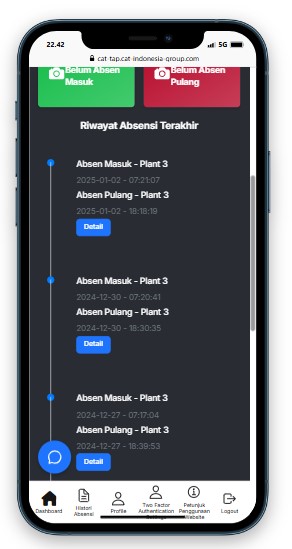 22.42
5G
cat-tap.cat-indonesia-group.com
Belum Absen
Masuk
Belum Absen
Pulang
Riwayat Absensi Terakhir
Absen Masuk - Plant 3
2025-01-02 - 07:21:07
Absen Pulang - Plant 3
2025-01-02 - 18:18:19
Detail
Absen Masuk - Plant 3
2024-12-30 - 07:20:41
Absen Pulang - Plant 3
2024-12-30 - 18:30:35
Detail
Absen Masuk - Plant 3
2024-12-27 - 07:17:04
Absen Pulang - Plant 3
2024-12-27 - 18:39:53
Detail
Dashboard
Histori
Absensi
Profile
Two Factor
Authentication
Petunjuk
Penggunaan
Website
Logout